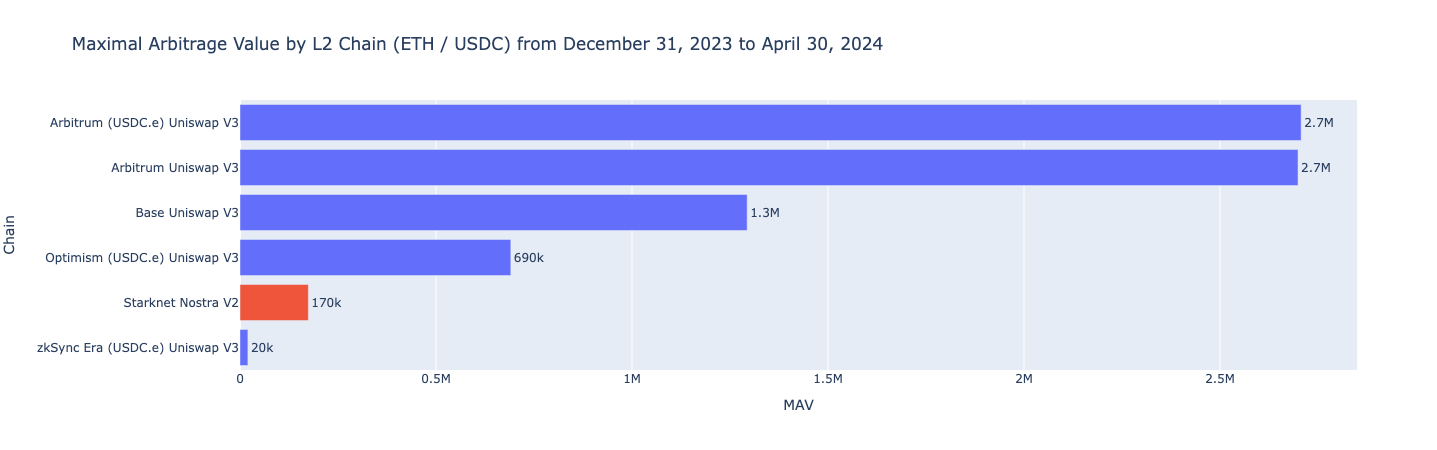 Maximal Arbitrage Value by L2 Chain (ETH / USDC) from December 31, 2023 to April 30, 2024
Chain
Arbitrum (USDC.e) Uniswap V3 2.7M
Arbitrum Uniswap V3 2.7M
Base Uniswap V3 1.3M
Optimism (USDC.e) Uniswap V3 690k
Starknet Nostra V2 170k
zkSync Era (USDC.e) Uniswap V3 20k
0 0.5M 1M 1.5M 2M 2.5M
MAV